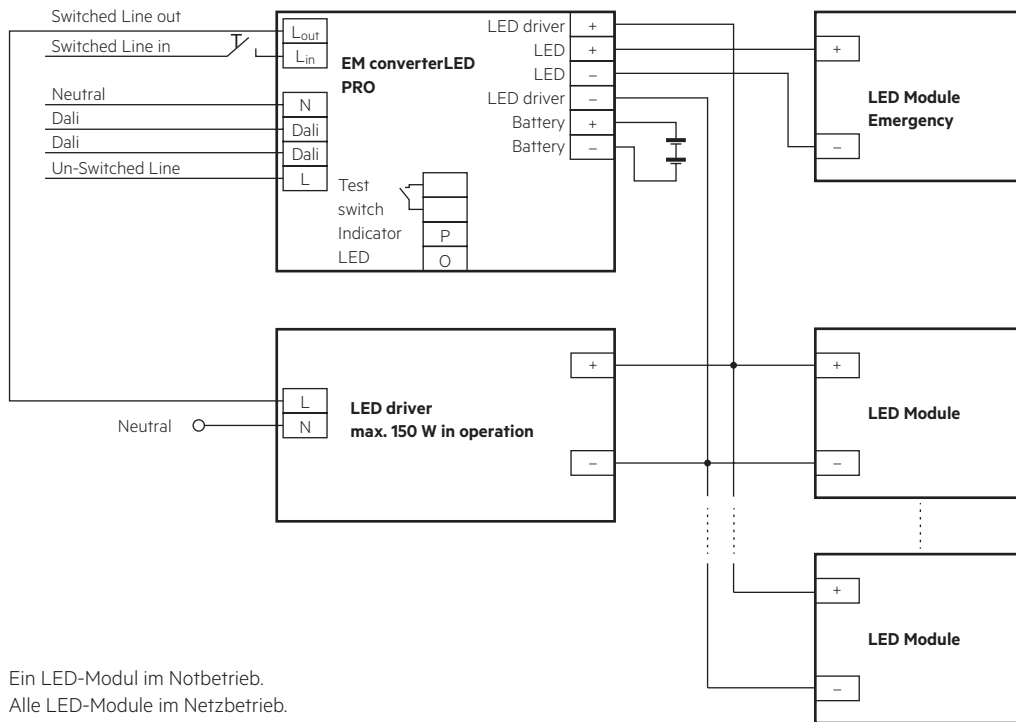 Switched Line out
Switched Line in
Neutral
Dali
Dali
Un-Switched Line
Lout
Lin
N
Dali
Dali
L
EM converterLED
PRO
Test
switch
Indicator
LED
P
O
LED driver +
LED +
LED –
LED driver –
Battery +
Battery –
+
–
LED Module
Emergency
Neutral
L
N
LED driver
max. 150 W in operation
+
–
+
–
LED Module
+
–
LED Module
Ein LED-Modul im Notbetrieb.
Alle LED-Module im Netzbetrieb.